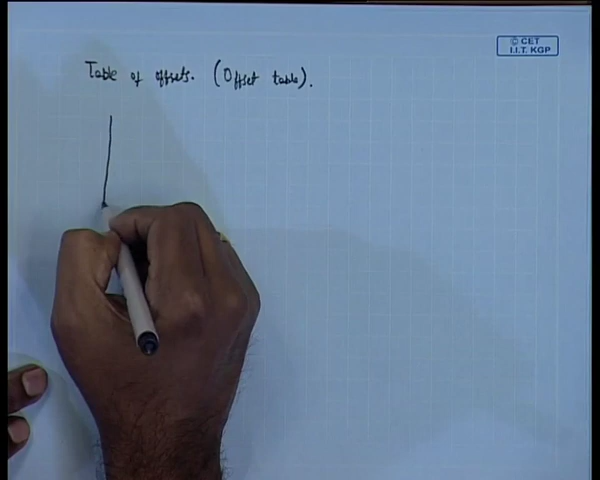 © CET
I.I.T. KGP
Table of offsets. (Offset table).